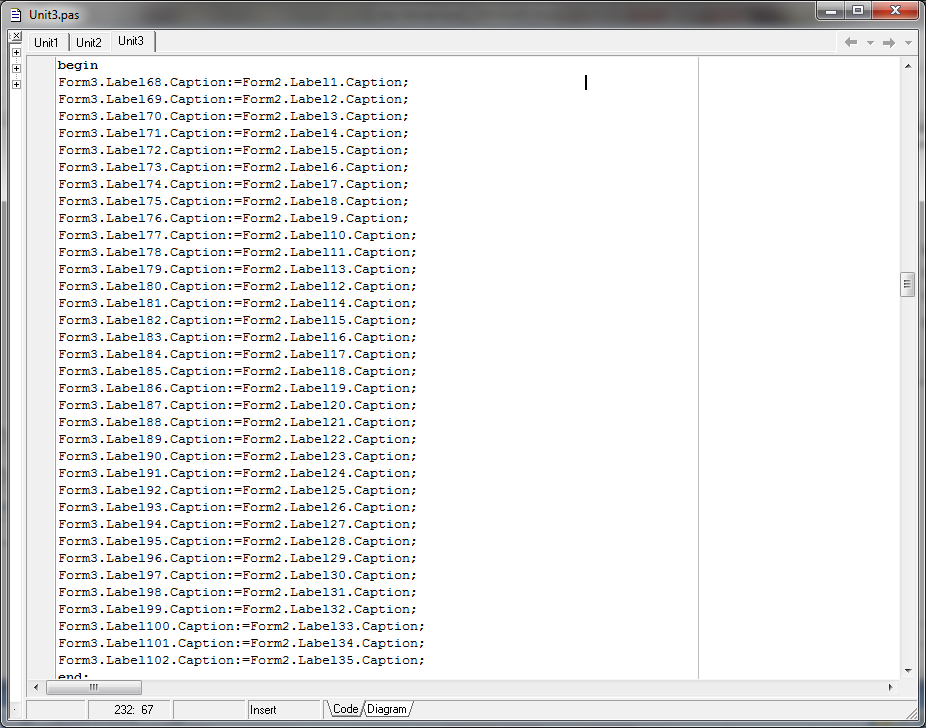 Unit3.pas
Unit1 Unit2 Unit3
begin
Form3.Label68.Caption:=Form2.Label1.Caption;
Form3.Label69.Caption:=Form2.Label2.Caption;
Form3.Label70.Caption:=Form2.Label3.Caption;
Form3.Label71.Caption:=Form2.Label4.Caption;
Form3.Label72.Caption:=Form2.Label5.Caption;
Form3.Label73.Caption:=Form2.Label6.Caption;
Form3.Label74.Caption:=Form2.Label7.Caption;
Form3.Label75.Caption:=Form2.Label8.Caption;
Form3.Label76.Caption:=Form2.Label9.Caption;
Form3.Label77.Caption:=Form2.Label10.Caption;
Form3.Label78.Caption:=Form2.Label11.Caption;
Form3.Label79.Caption:=Form2.Label13.Caption;
Form3.Label80.Caption:=Form2.Label12.Caption;
Form3.Label81.Caption:=Form2.Label14.Caption;
Form3.Label82.Caption:=Form2.Label15.Caption;
Form3.Label83.Caption:=Form2.Label16.Caption;
Form3.Label84.Caption:=Form2.Label17.Caption;
Form3.Label85.Caption:=Form2.Label18.Caption;
Form3.Label86.Caption:=Form2.Label19.Caption;
Form3.Label87.Caption:=Form2.Label20.Caption;
Form3.Label88.Caption:=Form2.Label21.Caption;
Form3.Label89.Caption:=Form2.Label22.Caption;
Form3.Label90.Caption:=Form2.Label23.Caption;
Form3.Label91.Caption:=Form2.Label24.Caption;
Form3.Label92.Caption:=Form2.Label25.Caption;
Form3.Label93.Caption:=Form2.Label26.Caption;
Form3.Label94.Caption:=Form2.Label27.Caption;
Form3.Label95.Caption:=Form2.Label28.Caption;
Form3.Label96.Caption:=Form2.Label29.Caption;
Form3.Label97.Caption:=Form2.Label30.Caption;
Form3.Label98.Caption:=Form2.Label31.Caption;
Form3.Label99.Caption:=Form2.Label32.Caption;
Form3.Label100.Caption:=Form2.Label33.Caption;
Form3.Label101.Caption:=Form2.Label34.Caption;
Form3.Label102.Caption:=Form2.Label35.Caption;
end;
232: 67 Insert Code Diagram